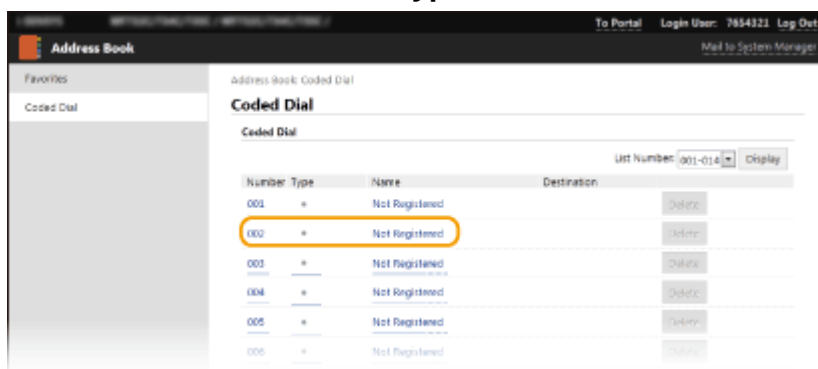 To Portal Login User: 7654321 Log Out
Address Book
Mail to System Manager
Favorites
Coded Dial
Address Book: Coded Dial
Coded Dial
Coded Dial
List Number: 001-014 Display
Number Type Name Destination
001 Not Registered Delete
002 Not Registered Delete
003 Not Registered Delete
004 Not Registered Delete
005 Not Registered Delete
006 Not Registered Delete